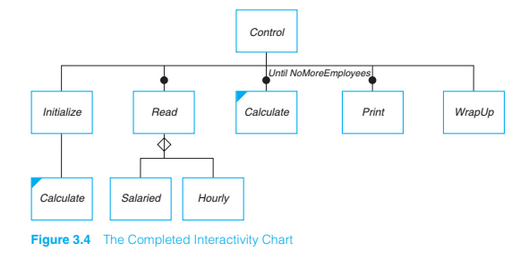 Control
Until NoMoreEmployees
Initialize
Read
Calculate
Print
WrapUp
Calculate
Salaried
Hourly
Figure 3.4 The Completed Interactivity Chart